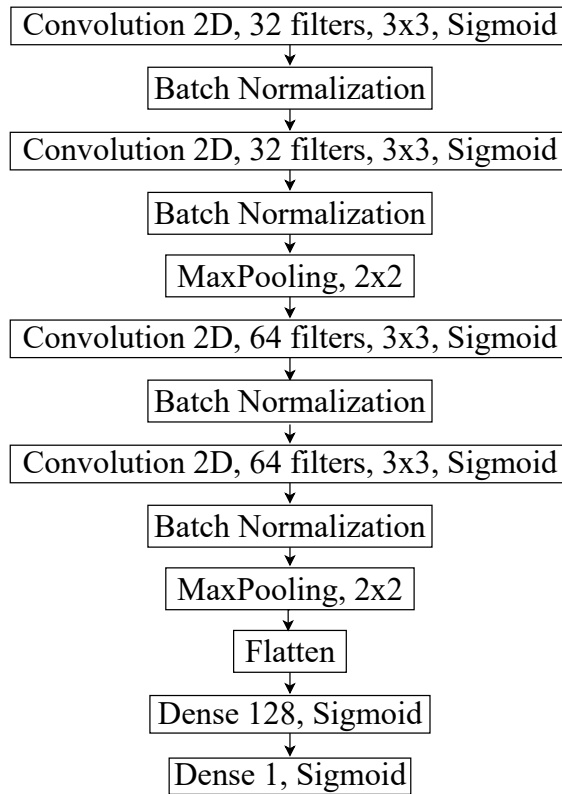 Convolution 2D, 32 filters, 3x3, Sigmoid
Batch Normalization
Convolution 2D, 32 filters, 3x3, Sigmoid
Batch Normalization
MaxPooling, 2x2
Convolution 2D, 64 filters, 3x3, Sigmoid
Batch Normalization
Convolution 2D, 64 filters, 3x3, Sigmoid
Batch Normalization
MaxPooling, 2x2
Flatten
Dense 128, Sigmoid
Dense 1, Sigmoid